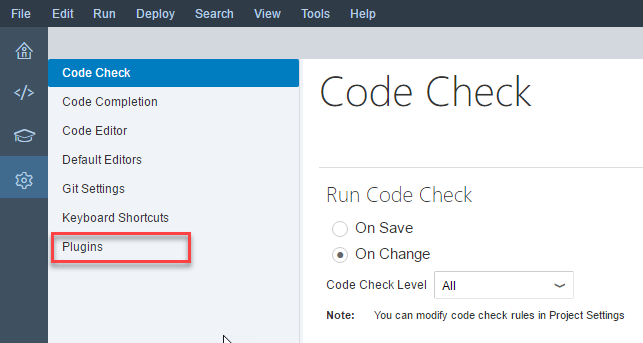 File Edit Run Deploy Search View Tools Help
Code Check
Code Completion
Code Editor
Default Editors
Git Settings
Keyboard Shortcuts
Plugins
Code Check
Run Code Check
On Save
On Change
Code Check Level All
Note: You can modify code check rules in Project Settings